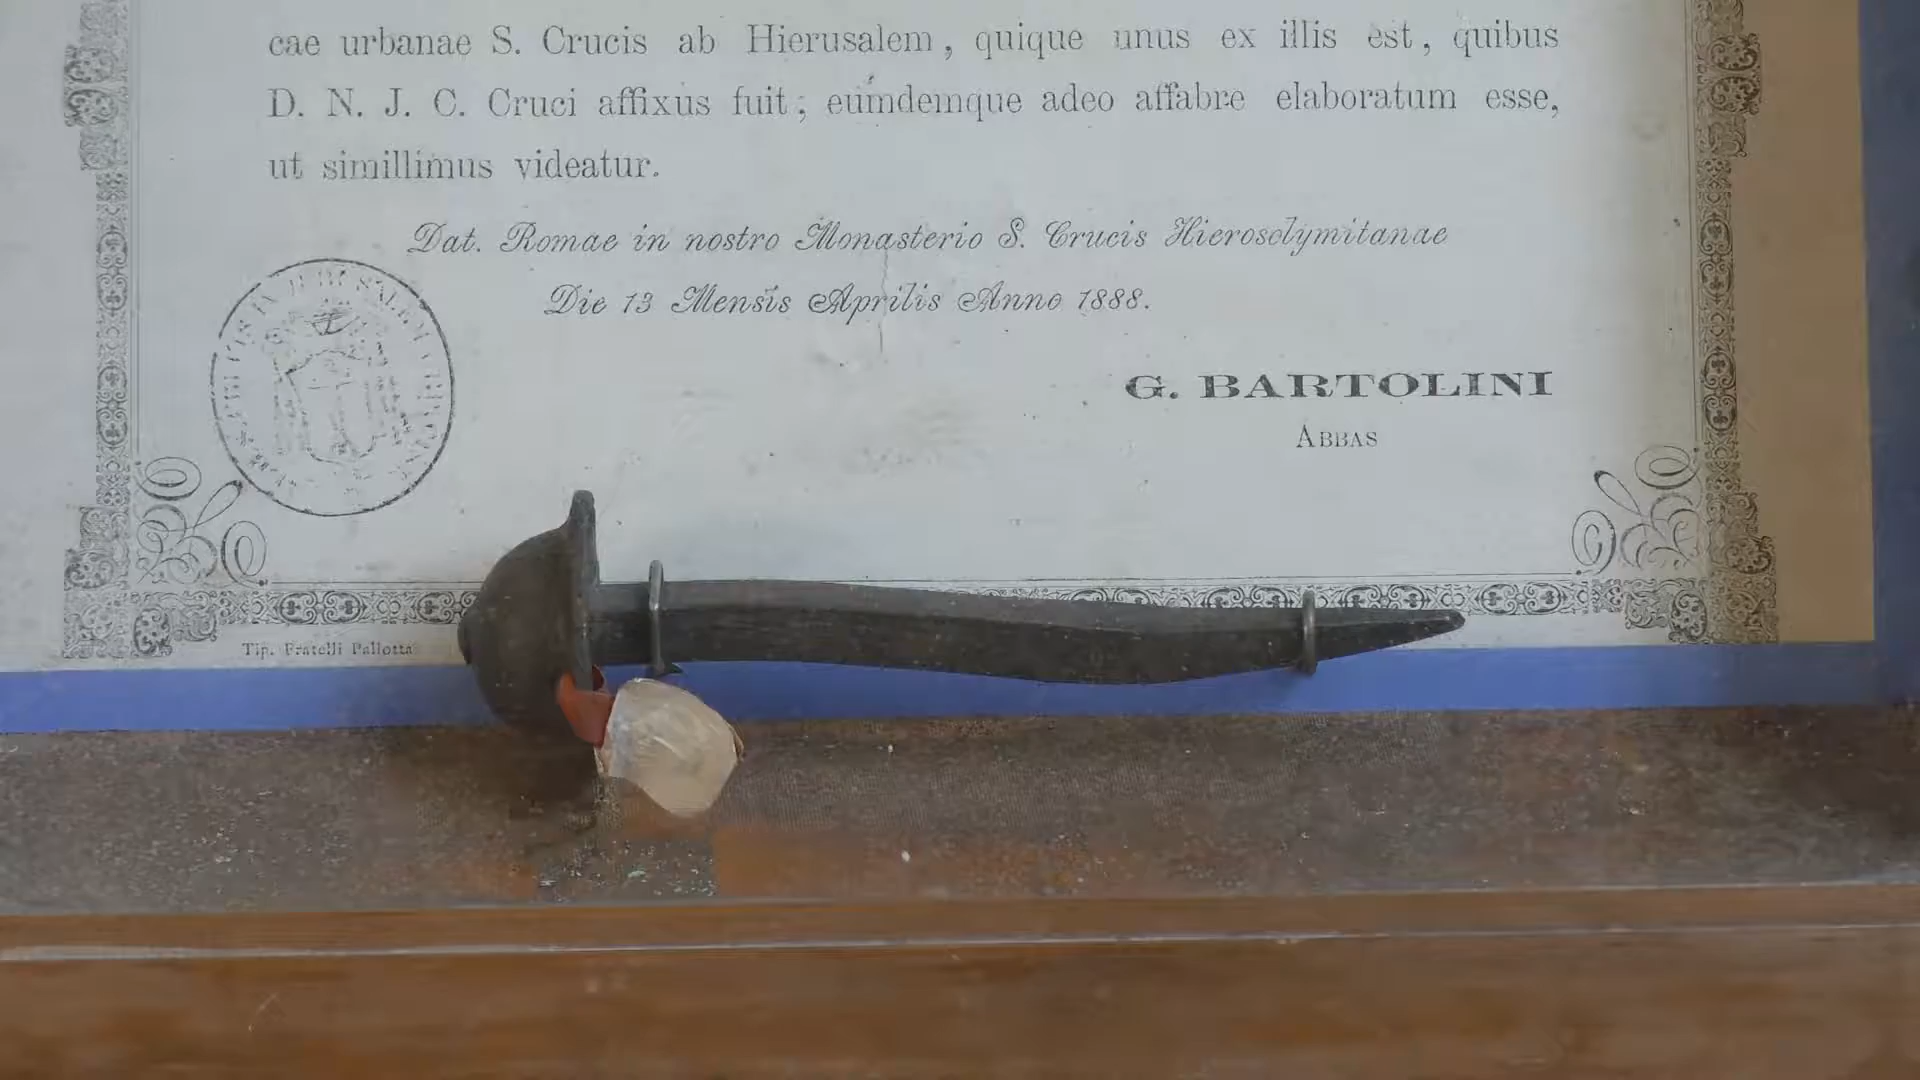 cae urbanae S. Crucis ab Hierusalem, quique unus ex illis est, quibus
D. N. J. C. Cruci affixus fuit; eumdemque adeo affabre elaboratum esse,
ut simillimus videatur.
Dat. Romae in nostro Monasterio S. Crucis Hierosolymitanae
Die 13 Mensis Aprilis Anno 1888.
G. BARTOLINI
ABBAS
Tip. Fratelli Pallotta